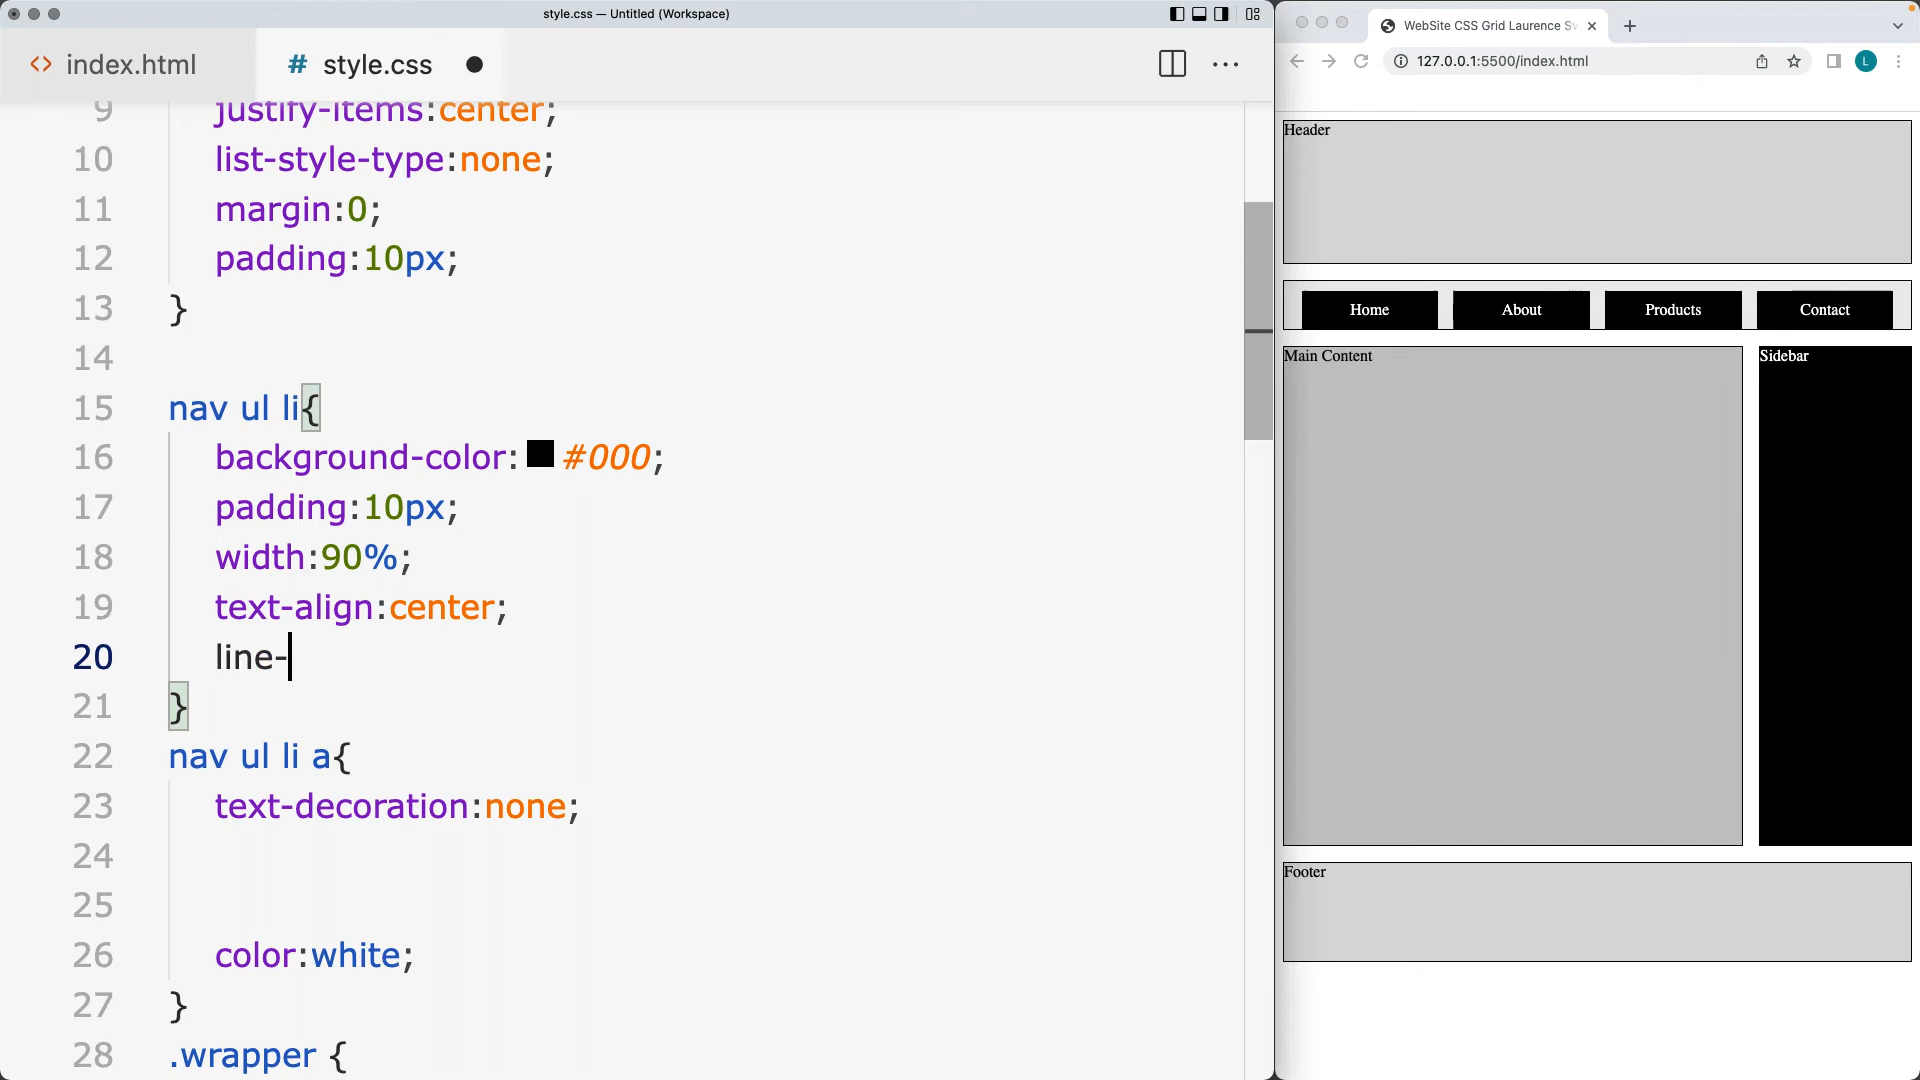 style.css — Untitled (Workspace)
<> index.html
# style.css
9 justify-items:center;
10 list-style-type:none;
11 margin:0;
12 padding:10px;
13 }
14
15 nav ul li{
16 background-color: #000;
17 padding:10px;
18 width:90%;
19 text-align:center;
20 line-
21 }
22 nav ul li a{
23 text-decoration:none;
24
25
26 color:white;
27 }
28 .wrapper {
WebSite CSS Grid Laurence
127.0.0.1:5500/index.html
L
Header
Home About Products Contact
Main Content
Sidebar
Footer